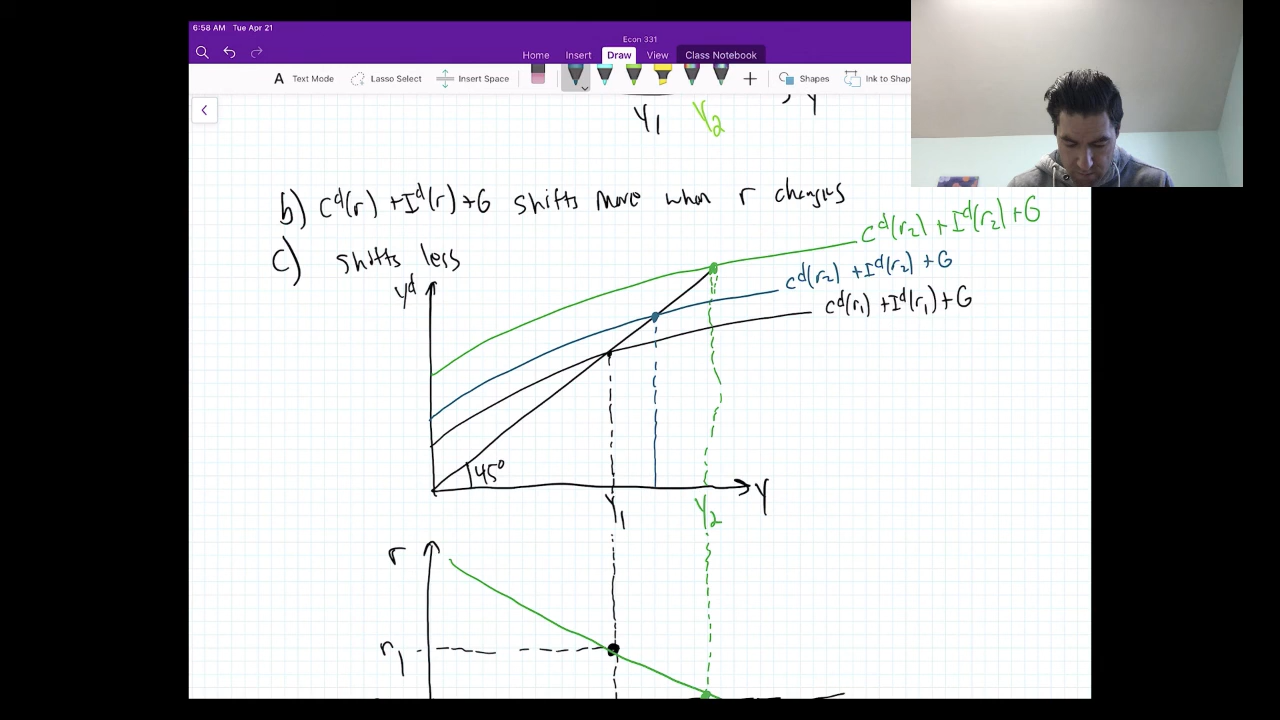 6:58 AM Tue Apr 21
Econ 331
Home Insert Draw View Class Notebook
A Text Mode Lasso Select Insert Space + Shapes Ink to Shap
Y₁ Y₂ Y
b) Cᵈ(r) + Iᵈ(r) + G shifts more when r changes
c) shifts less
Cᵈ(r₂) + Iᵈ(r₂) + G
Cᵈ(r₂) + Iᵈ(r₂) + G
Cᵈ(r₁) + Iᵈ(r₁) + G
Yᵈ
45°
Y
Y₁ Y₂
r
r₁